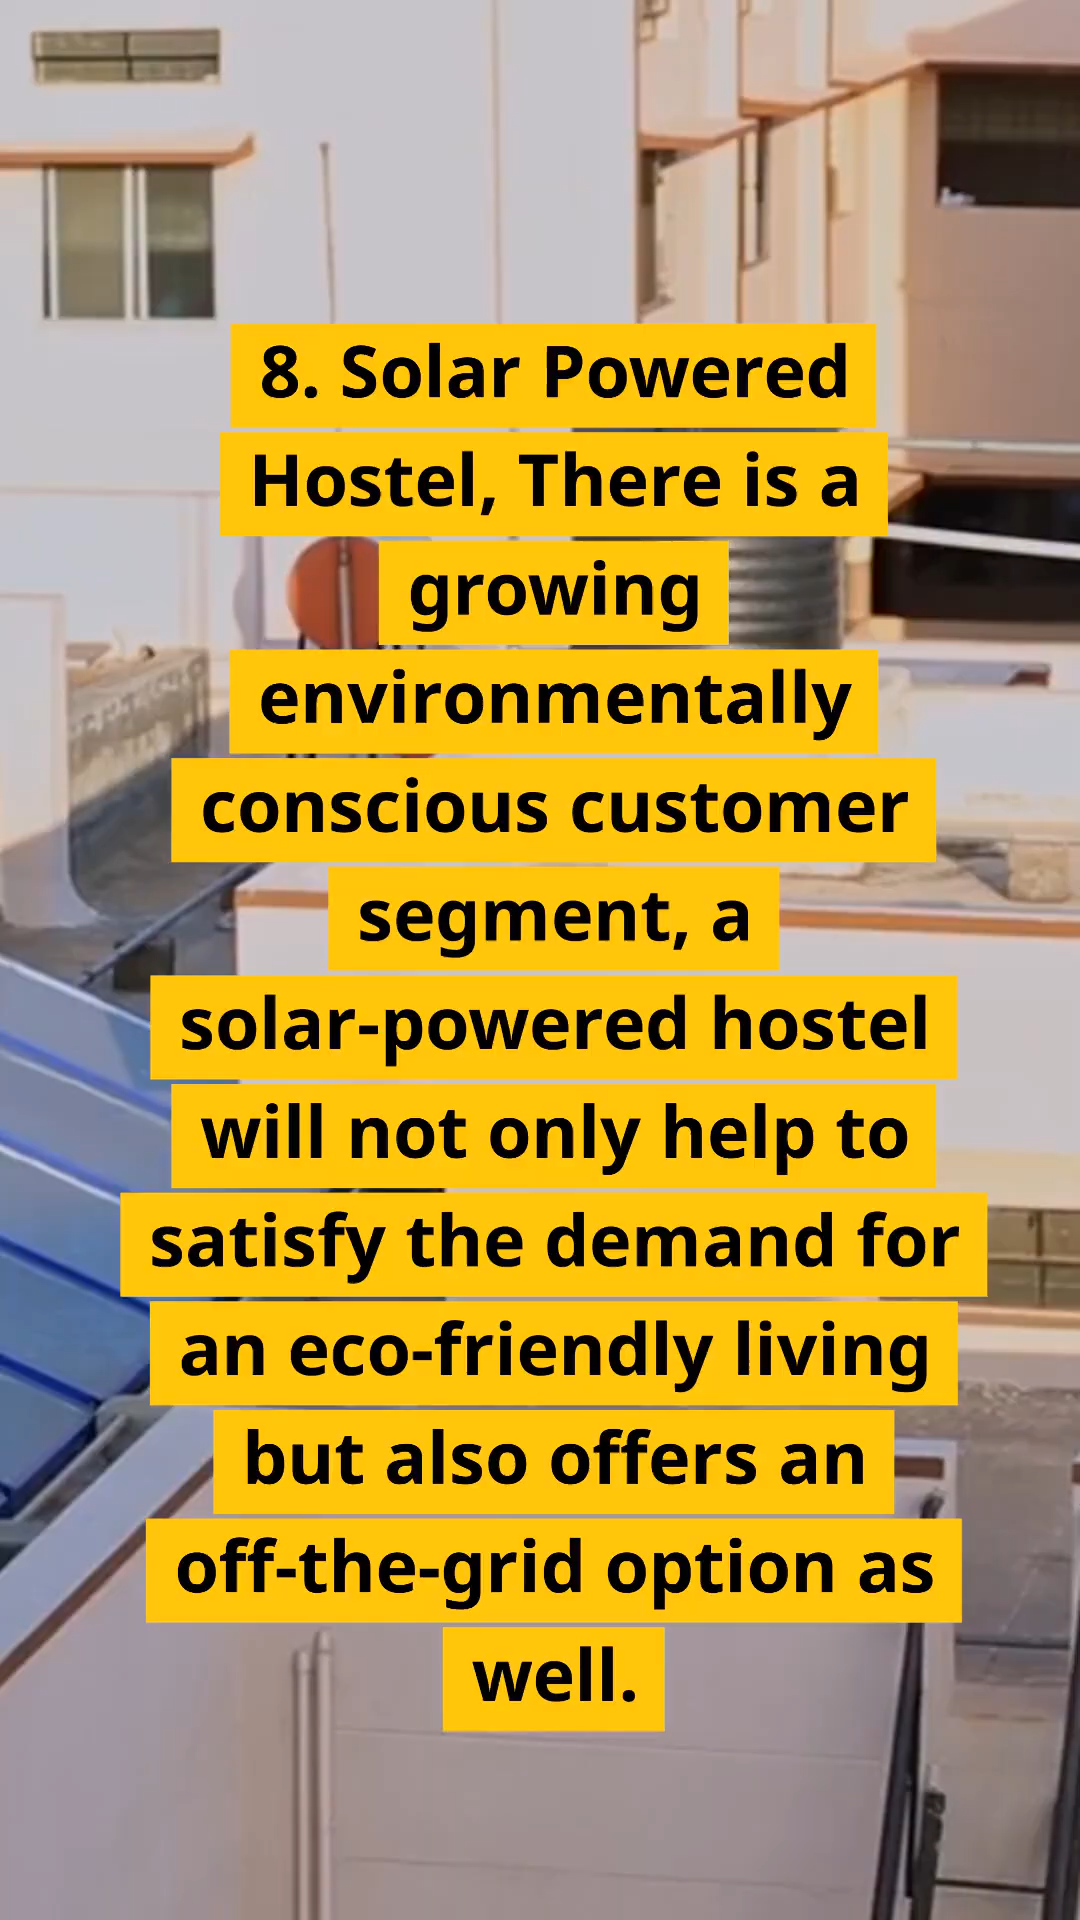 8. Solar Powered
Hostel, There is a
growing
environmentally
conscious customer
segment, a
solar-powered hostel
will not only help to
satisfy the demand for
an eco-friendly living
but also offers an
off-the-grid option as
well.